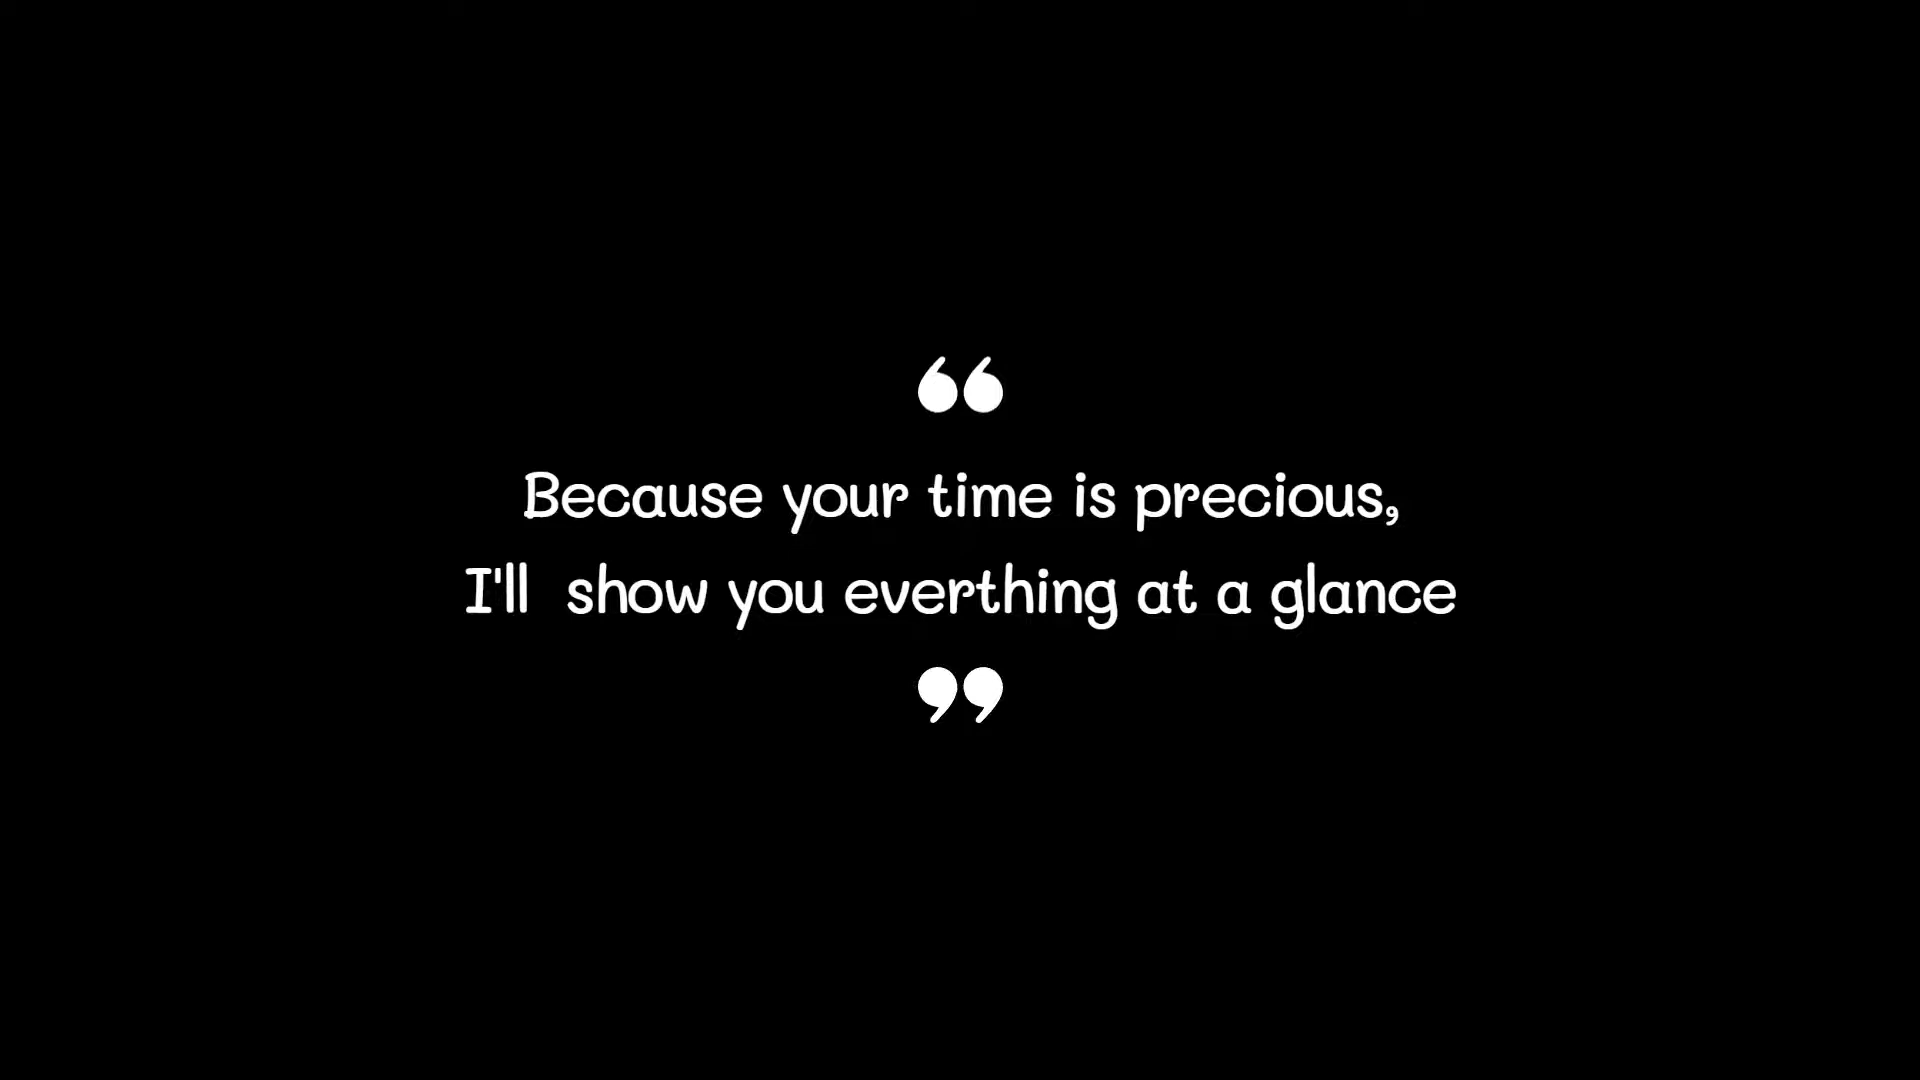 “
Because your time is precious,
I'll  show you everthing at a glance
”